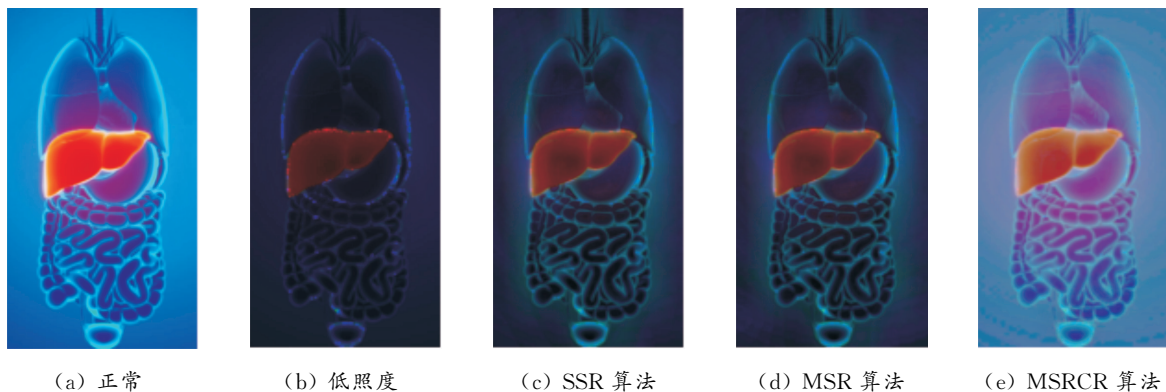 (a) 正常
(b) 低照度
(c) SSR 算法
(d) MSR 算法
(e) MSRCR 算法